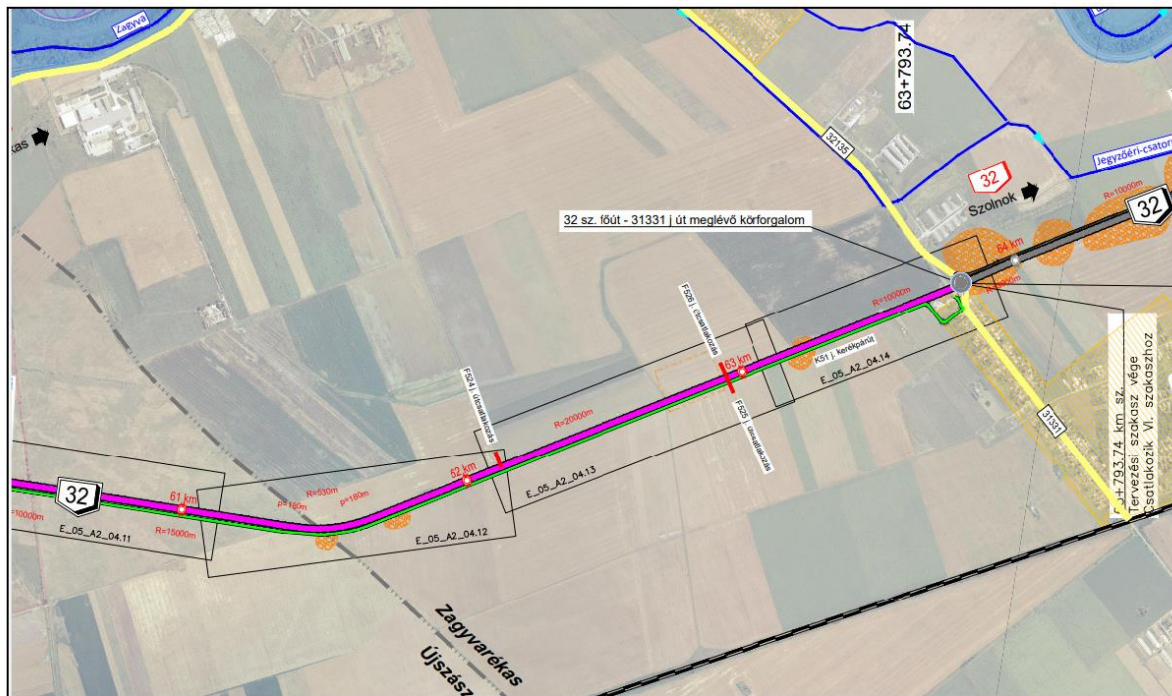 Zagyva
kas
63+793.74
32135
Jegyzőéri-csator
32
Szolnok
R=10000m
32
32 sz. főút - 31331 j út meglévő körforgalom
64 km
R=10000m
F526 j. útcsatlakozás
63 km
K51 j. kerékpárút
E_05_A2_04.14
F525 j. útcsatlakozás
31331
63+793.74 km sz.
Tervezési szakasz vége
Csatlakozik VI. szakaszhoz
F524 j. útcsatlakozás
R=20000m
62 km
E_05_A2_04.13
R=530m
p=180m
p=180m
61 km
32
R=15000m
=10000m
E_05_A2_04.11
E_05_A2_04.12
Zagyvarékas
Újszász